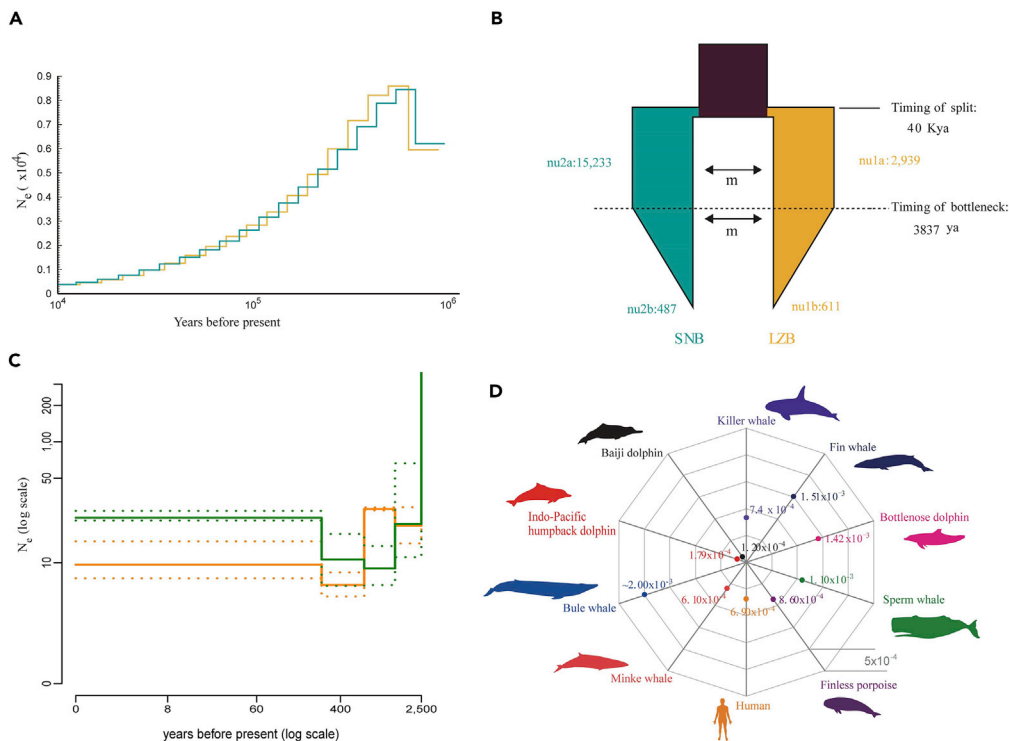 A
0.9
0.8
0.7
0.6
0.5
0.4
0.3
0.2
0.1
0
Ne ( x10⁴)
10⁴
10⁵
10⁶
Years before present
B
Timing of split:
40 Kya
nu2a:15,233
nu1a:2,939
m
Timing of bottleneck:
3837 ya
m
nu2b:487
nu1b:611
SNB
LZB
C
200
1,00
50
10
0
Ne (log scale)
0
8
60
400
2,500
years before present (log scale)
D
Killer whale
Fin whale
Baiji dolphin
1.51x10⁻³
7.4 x 10⁻⁴
Indo-Pacific
humpback dolphin
Bottlenose dolphin
1.42x10⁻³
1.20x10⁻⁴
1.79x10⁻⁴
~2.00x10⁻³
1.10x10⁻³
6.10x10⁻⁴
8.60x10⁻⁴
6.90x10⁻⁴
Bule whale
Sperm whale
5x10⁻⁴
Minke whale
Human
Finless porpoise